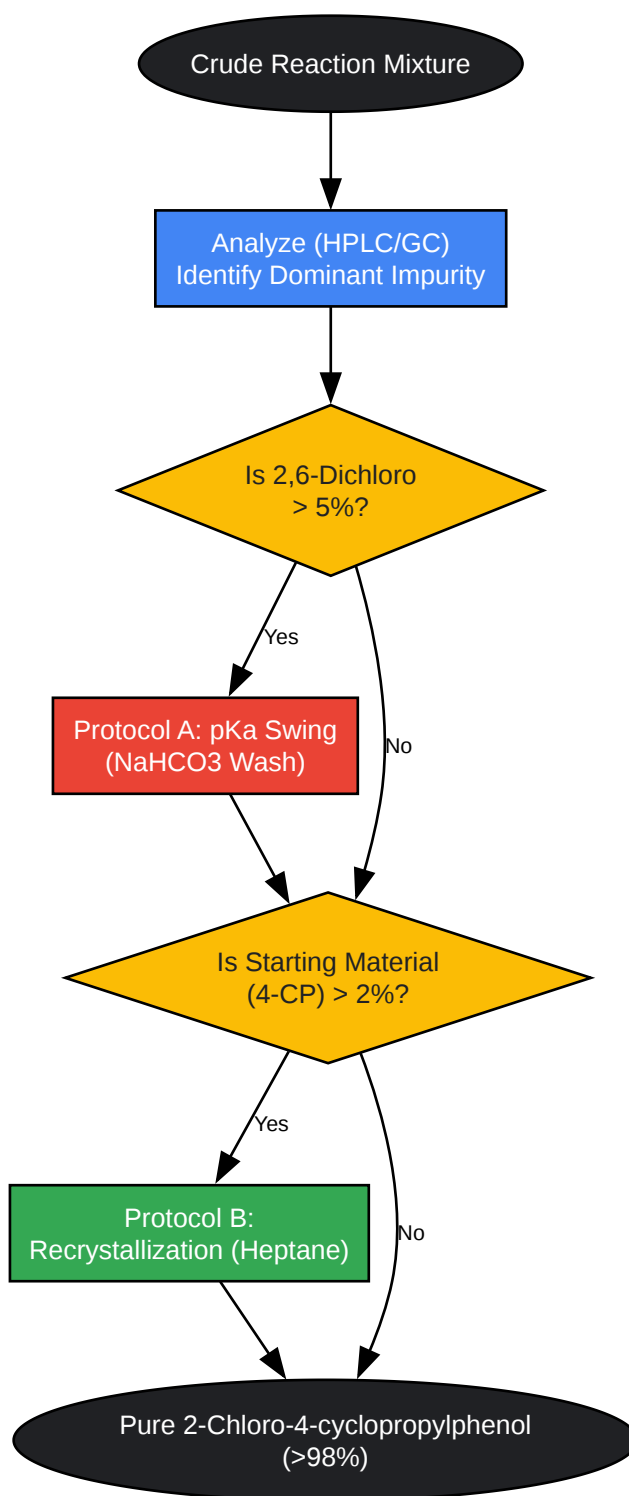 Crude Reaction Mixture
Analyze (HPLC/GC)
Identify Dominant Impurity
Is 2,6-Dichloro
> 5%?
Yes
Protocol A: pKa Swing
(NaHCO3 Wash)
No
Is Starting Material
(4-CP) > 2%?
Yes
Protocol B:
Recrystallization (Heptane)
No
Pure 2-Chloro-4-cyclopropylphenol
(>98%)